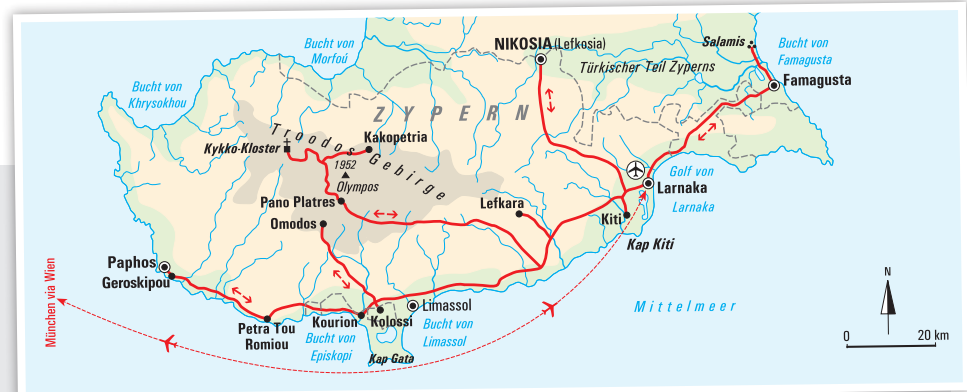 Bucht von
Morfoú
NIKOSIA (Lefkosia)
Salamis
Bucht von
Famagusta
Türkischer Teil Zyperns
Famagusta
Bucht von
Khrysokhou
ZYPERN
Troodos Gebirge
Kakopetria
Kykko-Kloster
1952
Olympos
Golf von
Larnaka
Larnaka
Pano Platres
Lefkara
Omodos
Kiti
Kap Kiti
Paphos
Geroskipou
München via Wien
Limassol
Mittelmeer
N
Petra Tou
Romiou
Kourion
Kolossi
Bucht von
Limassol
Bucht von
Episkopi
Kap Gata
0 20 km